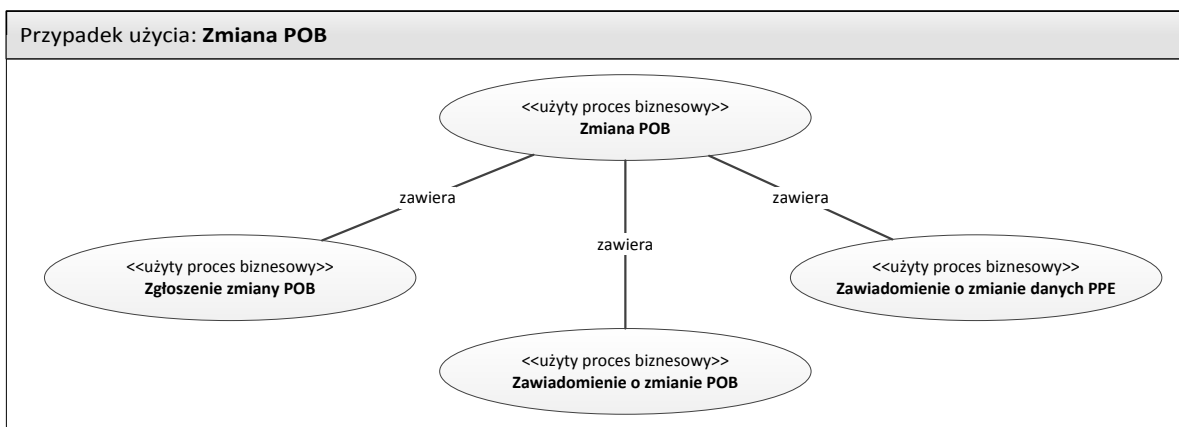 Przypadek użycia: Zmiana POB
<<użyty proces biznesowy>>
Zmiana POB
zawiera
zawiera
zawiera
<<użyty proces biznesowy>>
Zgłoszenie zmiany POB
<<użyty proces biznesowy>>
Zawiadomienie o zmianie danych PPE
<<użyty proces biznesowy>>
Zawiadomienie o zmianie POB